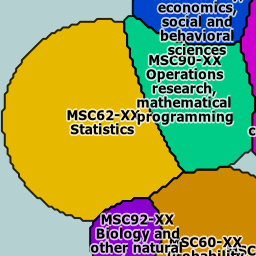 economics,
social and
behavioral
sciences
MSC90-XX
Operations
research,
mathematical
programming
MSC62-XX
Statistics
MSC92-XX
Biology and
other natural
MSC60-XX